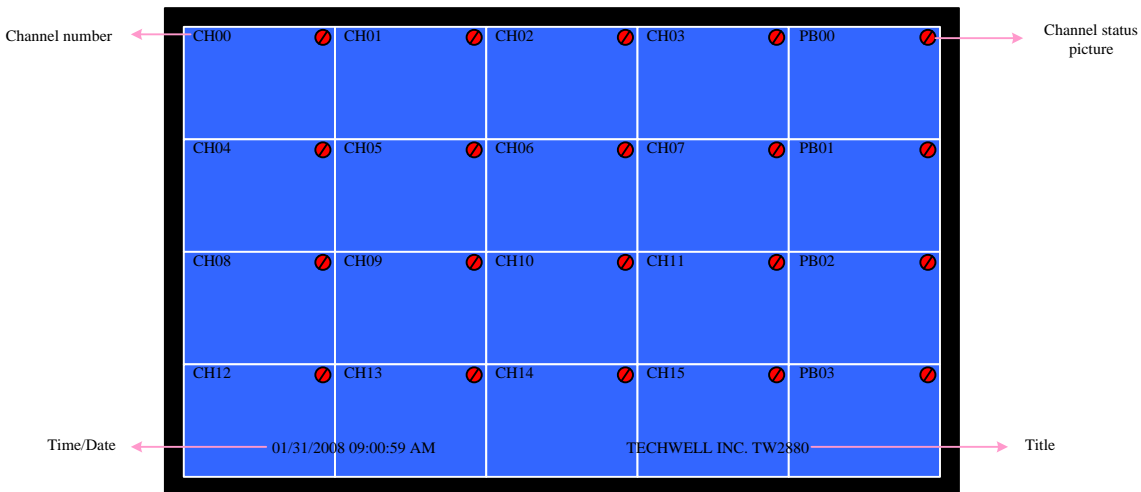 Channel number
CH00
CH01
CH02
CH03
PB00
Channel status
picture
CH04
CH05
CH06
CH07
PB01
CH08
CH09
CH10
CH11
PB02
CH12
CH13
CH14
CH15
PB03
Time/Date
01/31/2008 09:00:59 AM
TECHWELL INC. TW2880
Title